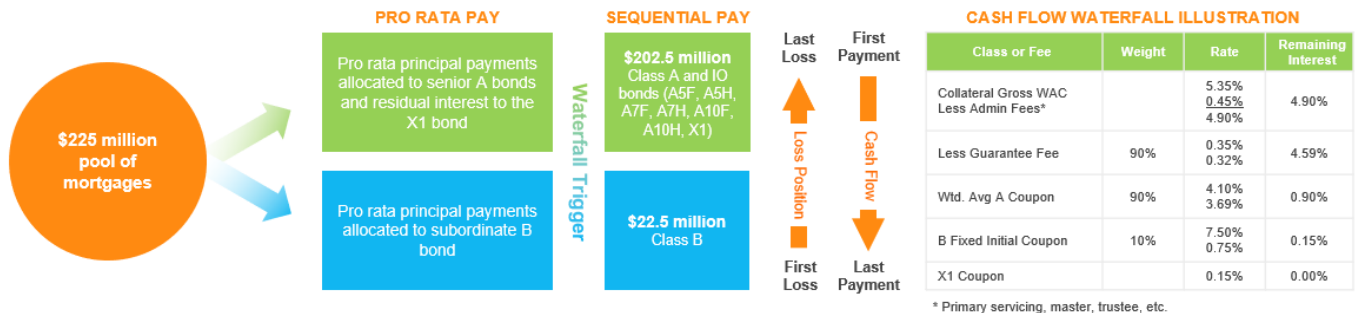 PRO RATA PAY
SEQUENTIAL PAY
CASH FLOW WATERFALL ILLUSTRATION
$225 million
pool of
mortgages
Pro rata principal payments
allocated to senior A bonds
and residual interest to the
X1 bond
Pro rata principal payments
allocated to subordinate B
bond
Waterfall Trigger
$202.5 million
Class A and IO
bonds (A5F, A5H,
A7F, A7H, A10F,
A10H, X1)
$22.5 million
Class B
Last
Loss
Loss Position
First
Loss
First
Payment
Cash Flow
Last
Payment
Class or Fee Weight Rate Remaining
Interest
Collateral Gross WAC
Less Admin Fees*
5.35%
0.45%
4.90%
4.90%
Less Guarantee Fee 90% 0.35%
0.32%
4.59%
Wtd. Avg A Coupon 90% 4.10%
3.69%
0.90%
B Fixed Initial Coupon 10% 7.50%
0.75%
0.15%
X1 Coupon 0.15% 0.00%
* Primary servicing, master, trustee, etc.